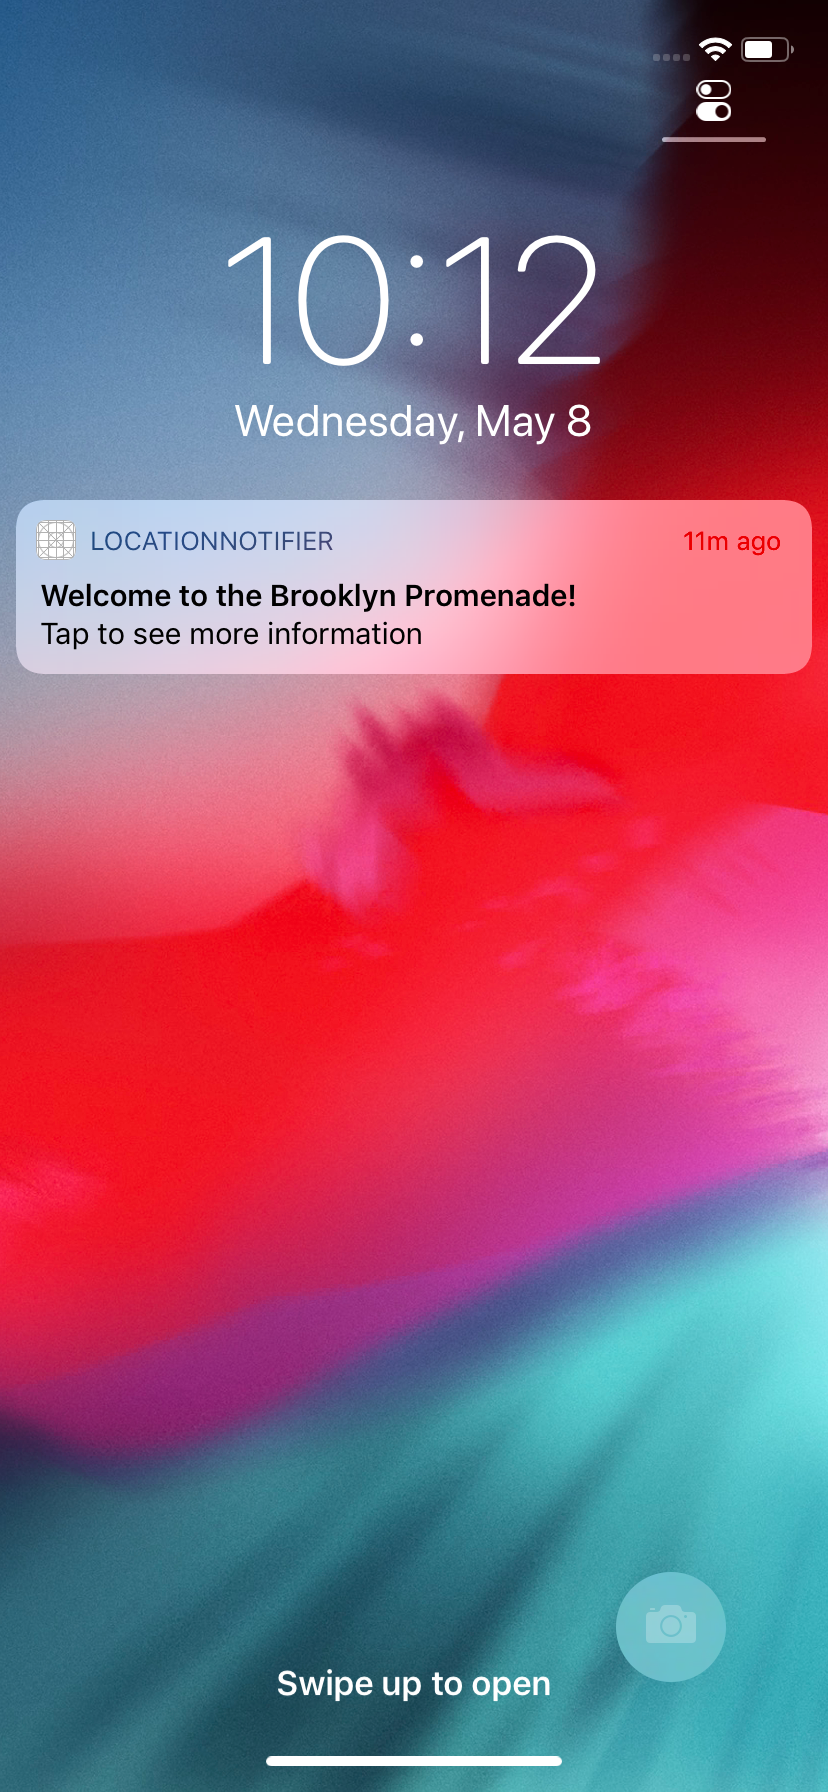 10:12
Wednesday, May 8
LOCATIONNOTIFIER 11m ago
Welcome to the Brooklyn Promenade!
Tap to see more information
Swipe up to open